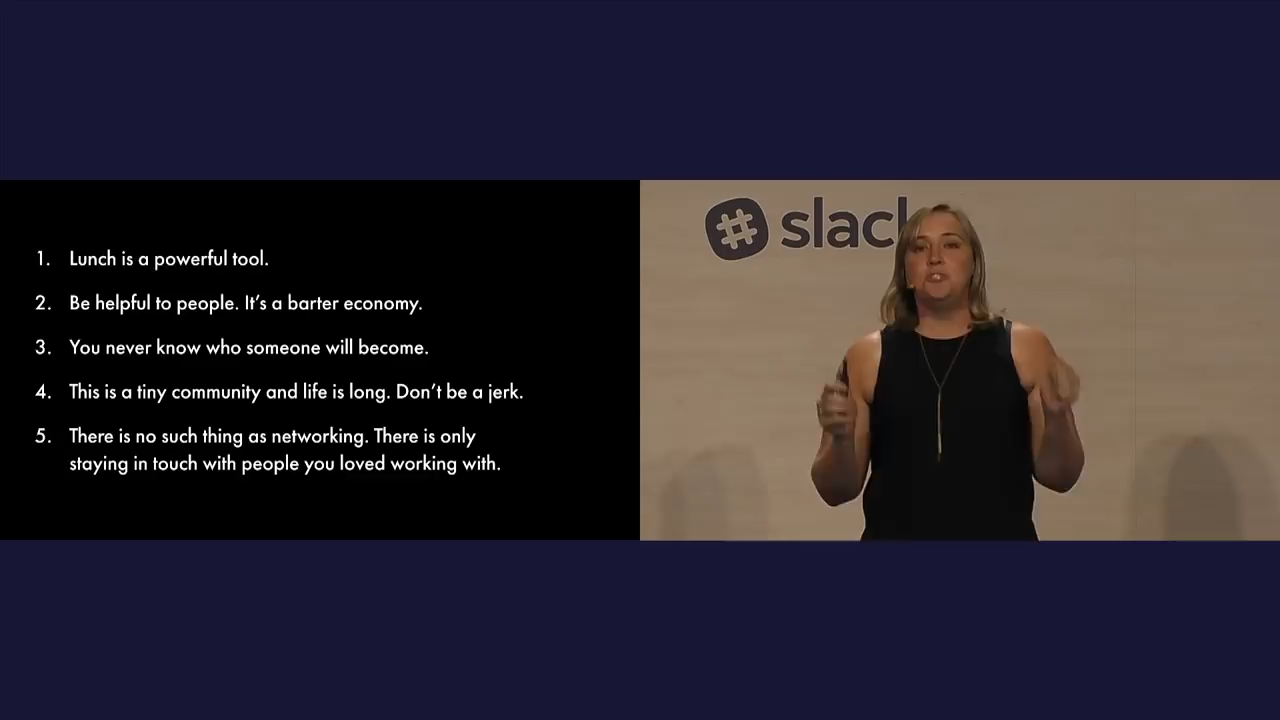 1. Lunch is a powerful tool.
2. Be helpful to people. It's a barter economy.
3. You never know who someone will become.
4. This is a tiny community and life is long. Don't be a jerk.
5. There is no such thing as networking. There is only
staying in touch with people you loved working with.
slack